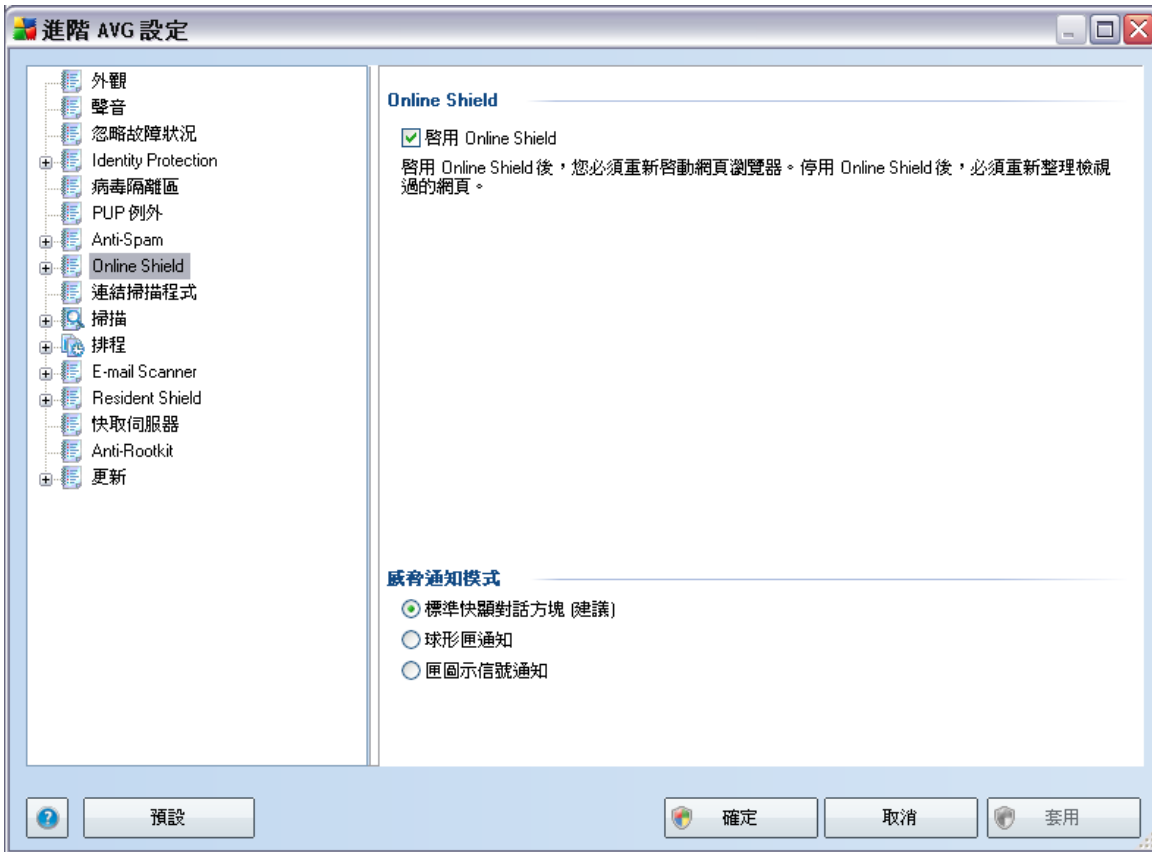 進階 AVG 設定
外觀
聲音
忽略故障狀況
Identity Protection
病毒隔離區
PUP 例外
Anti-Spam
Online Shield
連結掃描程式
掃描
排程
E-mail Scanner
Resident Shield
快取伺服器
Anti-Rootkit
更新
Online Shield
啓用 Online Shield
啓用 Online Shield 後，您必須重新啓動網頁瀏覽器。停用 Online Shield 後，必須重新整理檢視
過的網頁。
威脅通知模式
標準快顯對話方塊 (建議)
球形匣通知
匣圖示信號通知
預設
確定
取消
套用